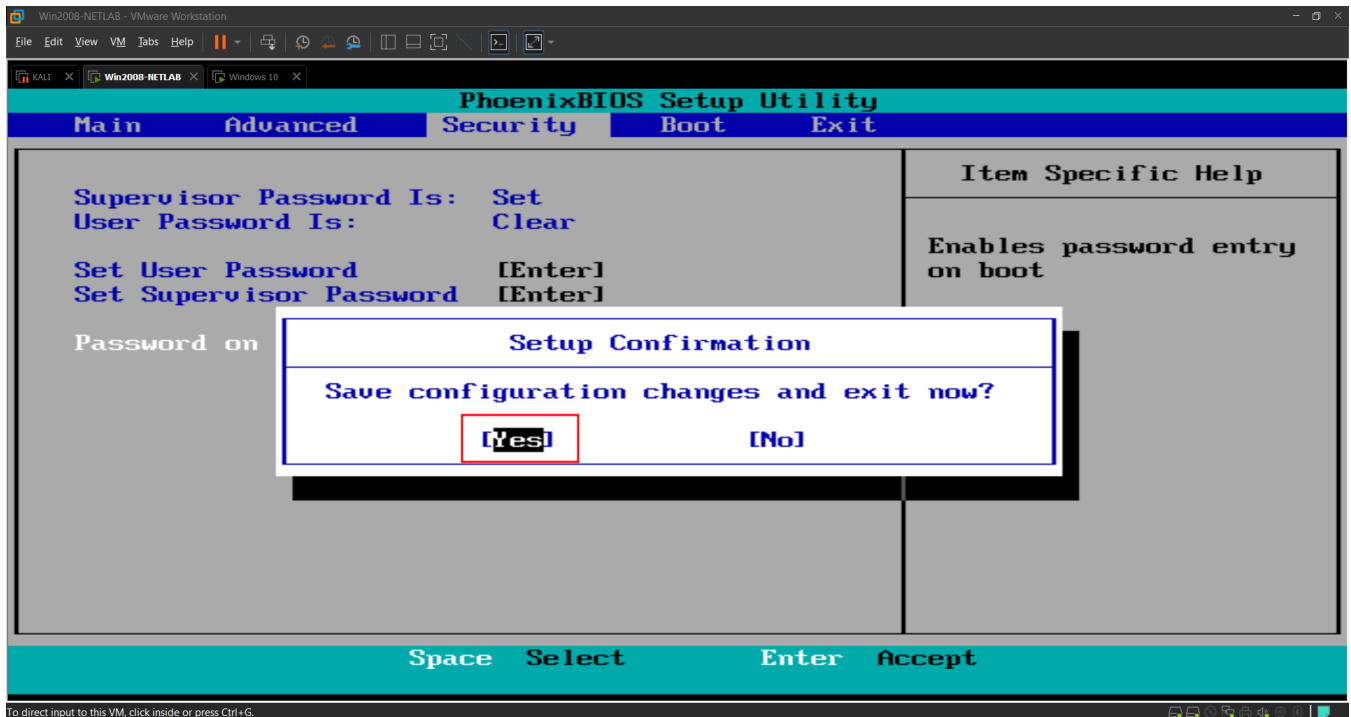 Win2008-NETLAB - VMware Workstation
File Edit View VM Tabs Help
KALI Win2008-NETLAB Windows 10
PhoenixBIOS Setup Utility
Main Advanced Security Boot Exit
Supervisor Password Is: Set
User Password Is: Clear
Set User Password [Enter]
Set Supervisor Password [Enter]
Password on
Item Specific Help
Enables password entry
on boot
Setup Confirmation
Save configuration changes and exit now?
[Yes] [No]
Space Select Enter Accept
To direct input to this VM, click inside or press Ctrl+G.